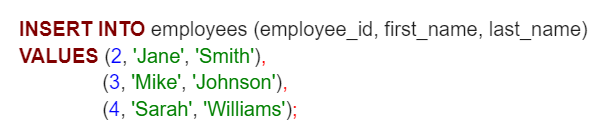 INSERT INTO employees (employee_id, first_name, last_name)
VALUES (2, 'Jane', 'Smith'),
(3, 'Mike', 'Johnson'),
(4, 'Sarah', 'Williams');